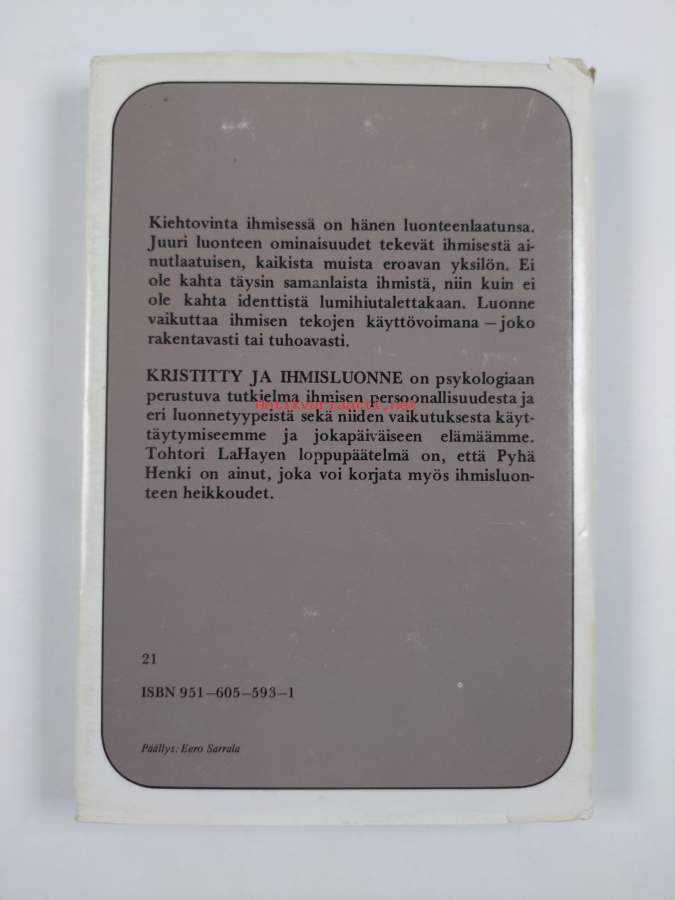 Kiehtovinta ihmisessä on hänen luonteenlaatunsa.
Juuri luonteen ominaisuudet tekevät ihmisestä ai-
nutlaatuisen, kaikista muista eroavan yksilön. Ei
ole kahta täysin samanlaista ihmistä, niin kuin ei
ole kahta identtistä lumihiutalettakaan. Luonne
vaikuttaa ihmisen tekojen käyttövoimana – joko
rakentavasti tai tuhoavasti.
KRISTITTY JA IHMISLUONNE on psykologiaan
perustuva tutkielma ihmisen persoonallisuudesta ja
Antikvariaatti.net
eri luonnetyypeistä sekä niiden vaikutuksesta käyt-
täytymiseemme ja jokapäiväiseen elämäämme.
Tohtori LaHayen loppupäätelmä on, että Pyhä
Henki on ainut, joka voi korjata myös ihmisluon-
teen heikkoudet.
21
ISBN 951–605–593–1
Päällys: Eero Sarrala